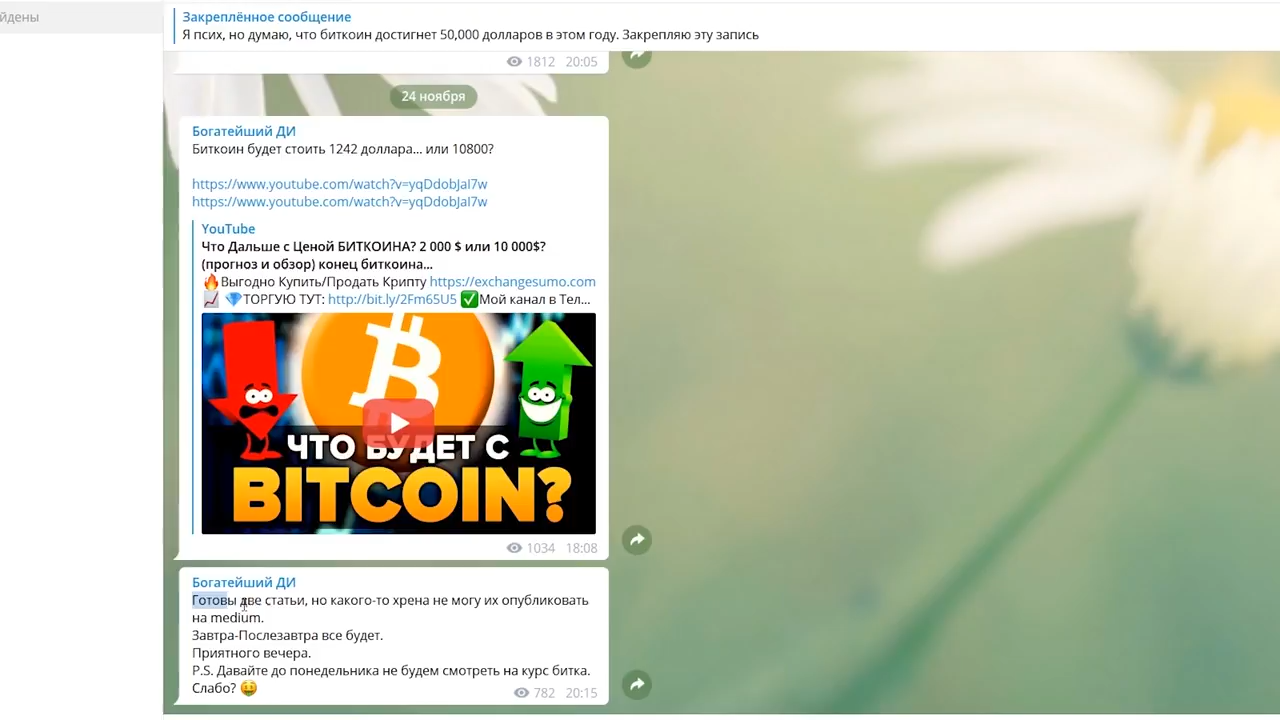 йдены
Закреплённое сообщение
Я псих, но думаю, что биткоин достигнет 50,000 долларов в этом году. Закрепляю эту запись
1812 20:05
24 ноября
Богатейший ДИ
Биткоин будет стоить 1242 доллара... или 10800?
https://www.youtube.com/watch?v=yqDdobJaI7w
https://www.youtube.com/watch?v=yqDdobJaI7w
YouTube
Что Дальше с Ценой БИТКОИНА? 2 000 $ или 10 000$?
(прогноз и обзор) конец биткоина...
🔥Выгодно Купить/Продать Крипту https://exchangesumo.com
📈 💎ТОРГУЮ ТУТ: http://bit.ly/2Fm65U5 ✅Мой канал в Тел...
ЧТО БУДЕТ С
BITCOIN?
1034 18:08
Богатейший ДИ
Готовы две статьи, но какого-то хрена не могу их опубликовать
на medium.
Завтра-Послезавтра все будет.
Приятного вечера.
P.S. Давайте до понедельника не будем смотреть на курс битка.
Слабо? 🤑
782 20:15